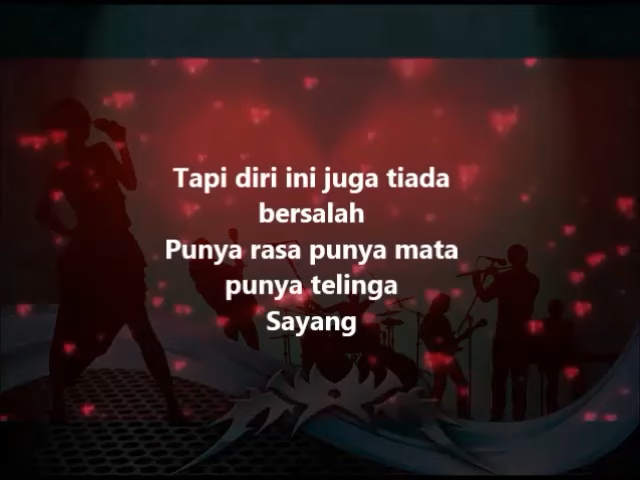 Tapi diri ini juga tiada
bersalah
Punya rasa punya mata
punya telinga
Sayang